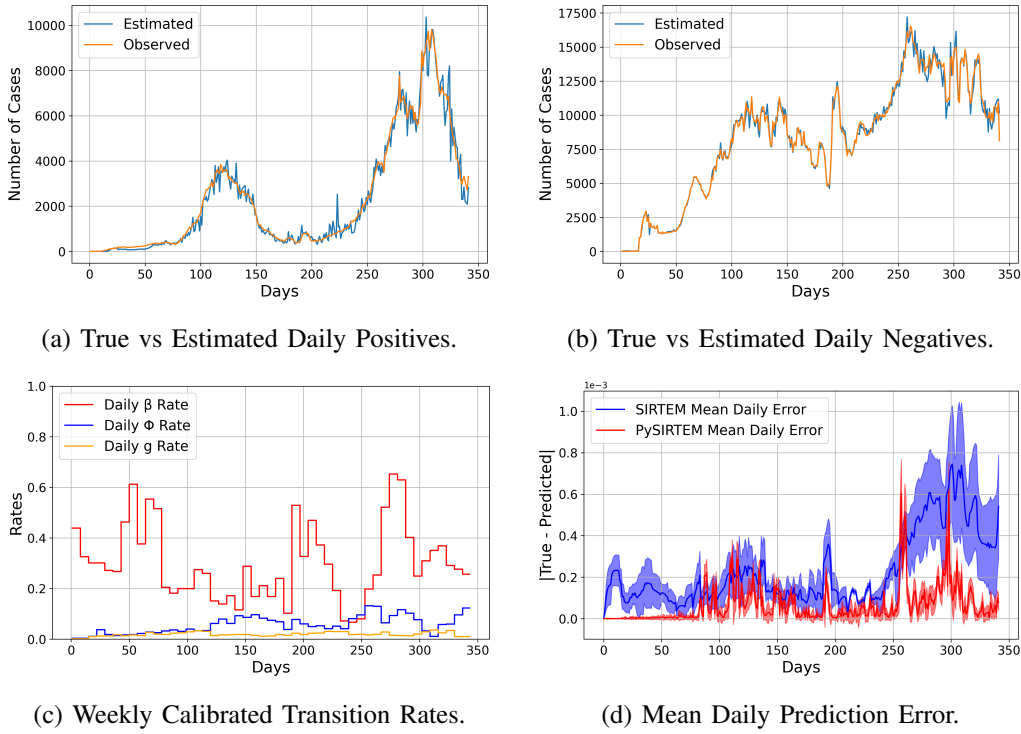 Number of Cases
10000
8000
6000
4000
2000
0
Estimated
Observed
0 50 100 150 200 250 300 350
Days
(a) True vs Estimated Daily Positives.
Number of Cases
17500
15000
12500
10000
7500
5000
2500
0
Estimated
Observed
0 50 100 150 200 250 300 350
Days
(b) True vs Estimated Daily Negatives.
Rates
1.0
0.8
0.6
0.4
0.2
0.0
Daily β Rate
Daily Φ Rate
Daily g Rate
0 50 100 150 200 250 300 350
Days
(c) Weekly Calibrated Transition Rates.
|True - Predicted|
1e-3
1.0
0.8
0.6
0.4
0.2
0.0
SIRTEM Mean Daily Error
PySIRTEM Mean Daily Error
0 50 100 150 200 250 300 350
Days
(d) Mean Daily Prediction Error.